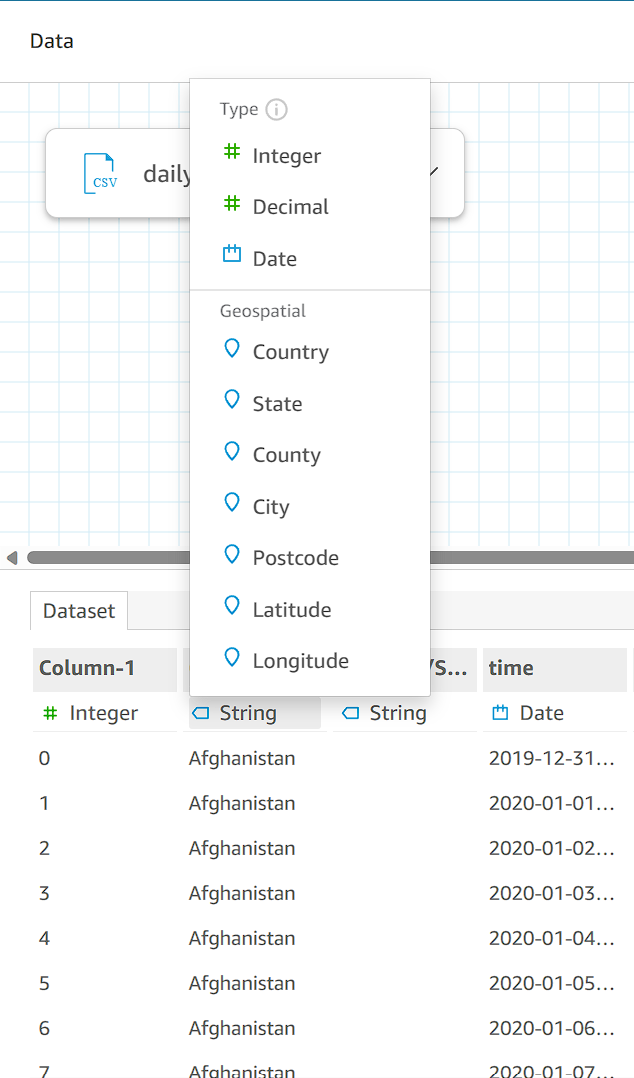 Data
Type
Integer
CSV
daily
Decimal
Date
Geospatial
Country
State
County
City
Postcode
Latitude
Longitude
Dataset
Column-1 /S... time
Integer String String Date
0 Afghanistan 2019-12-31...
1 Afghanistan 2020-01-01...
2 Afghanistan 2020-01-02...
3 Afghanistan 2020-01-03...
4 Afghanistan 2020-01-04...
5 Afghanistan 2020-01-05...
6 Afghanistan 2020-01-06...
7 Afghanistan 2020-01-07...